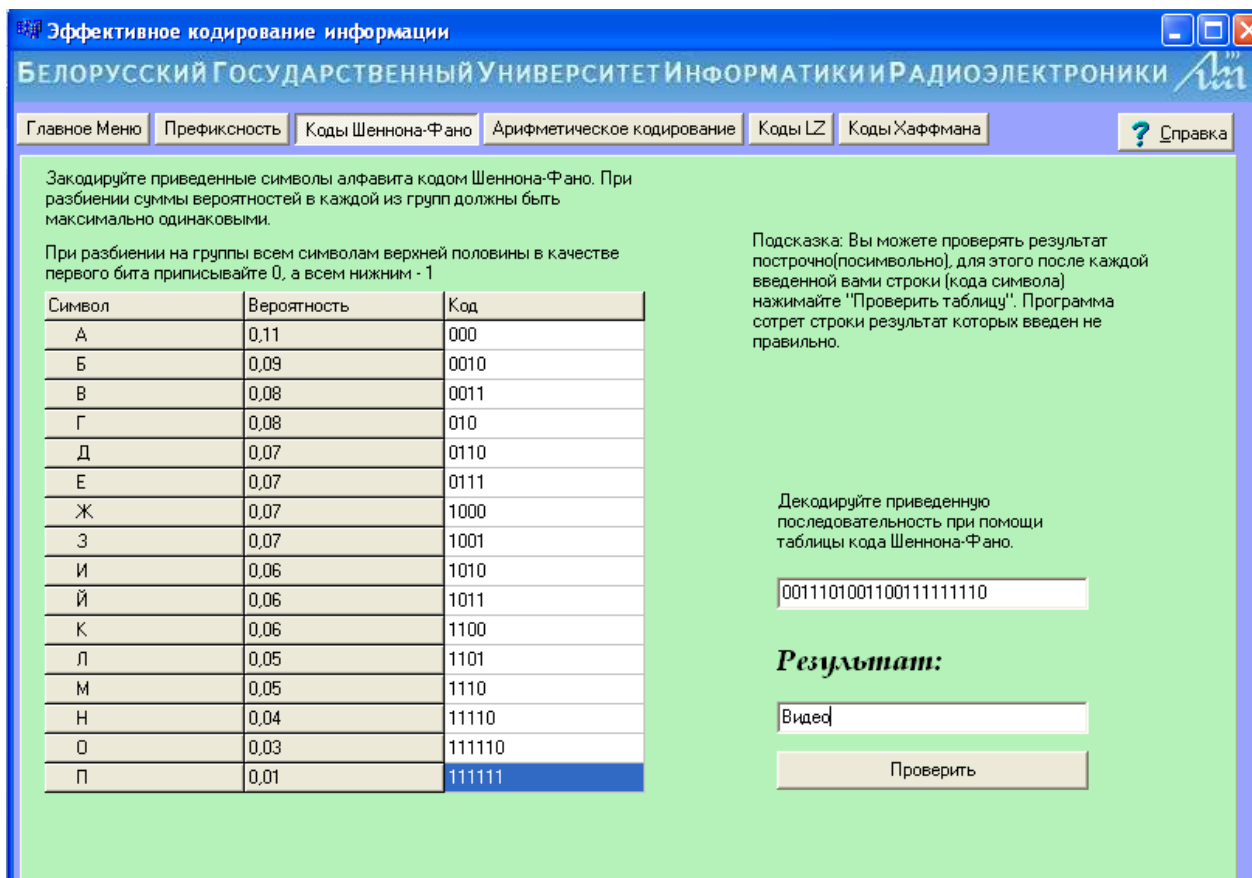 Эффективное кодирование информации
БЕЛОРУССКИЙ ГОСУДАРСТВЕННЫЙ УНИВЕРСИТЕТ ИНФОРМАТИКИ И РАДИОЭЛЕКТРОНИКИ
Главное Меню Префиксность Коды Шеннона-Фано Арифметическое кодирование Коды LZ Коды Хаффмана ? Справка
Закодируйте приведенные символы алфавита кодом Шеннона-Фано. При
разбиении суммы вероятностей в каждой из групп должны быть
максимально одинаковыми.
При разбиении на группы всем символам верхней половины в качестве
первого бита приписывайте 0, а всем нижним - 1
Символ Вероятность Код
А 0,11 000
Б 0,09 0010
В 0,08 0011
Г 0,08 010
Д 0,07 0110
Е 0,07 0111
Ж 0,07 1000
З 0,07 1001
И 0,06 1010
Й 0,06 1011
К 0,06 1100
Л 0,05 1101
М 0,05 1110
Н 0,04 11110
О 0,03 111110
П 0,01 111111
Подсказка: Вы можете проверять результат
построчно(посимвольно), для этого после каждой
введенной вами строки (кода символа)
нажимайте "Проверить таблицу". Программа
сотрет строки результат которых введен не
правильно.
Декодируйте приведенную
последовательность при помощи
таблицы кода Шеннона-Фано.
0011101001100111111110
Результат:
Видео
Проверить